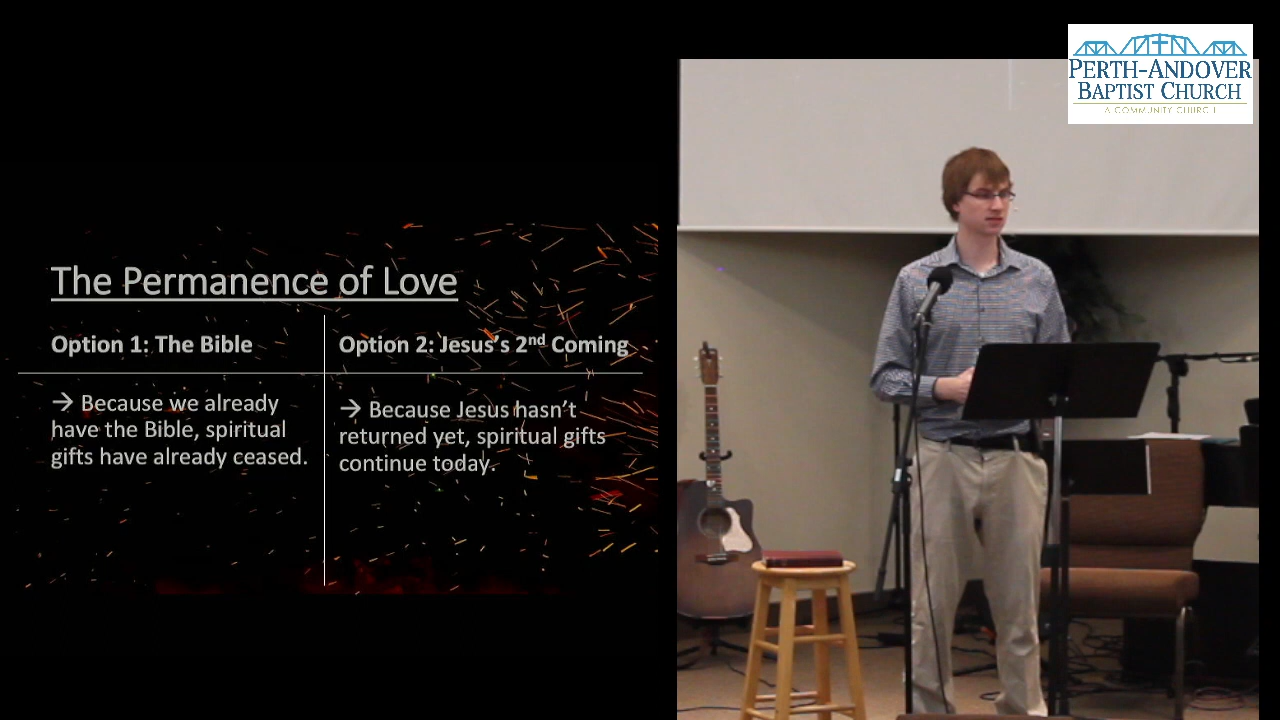 PERTH-ANDOVER
BAPTIST CHURCH
A COMMUNITY CHURCH
The Permanence of Love
Option 1: The Bible
→ Because we already
have the Bible, spiritual
gifts have already ceased.
Option 2: Jesus's 2nd Coming
→ Because Jesus hasn't
returned yet, spiritual gifts
continue today.